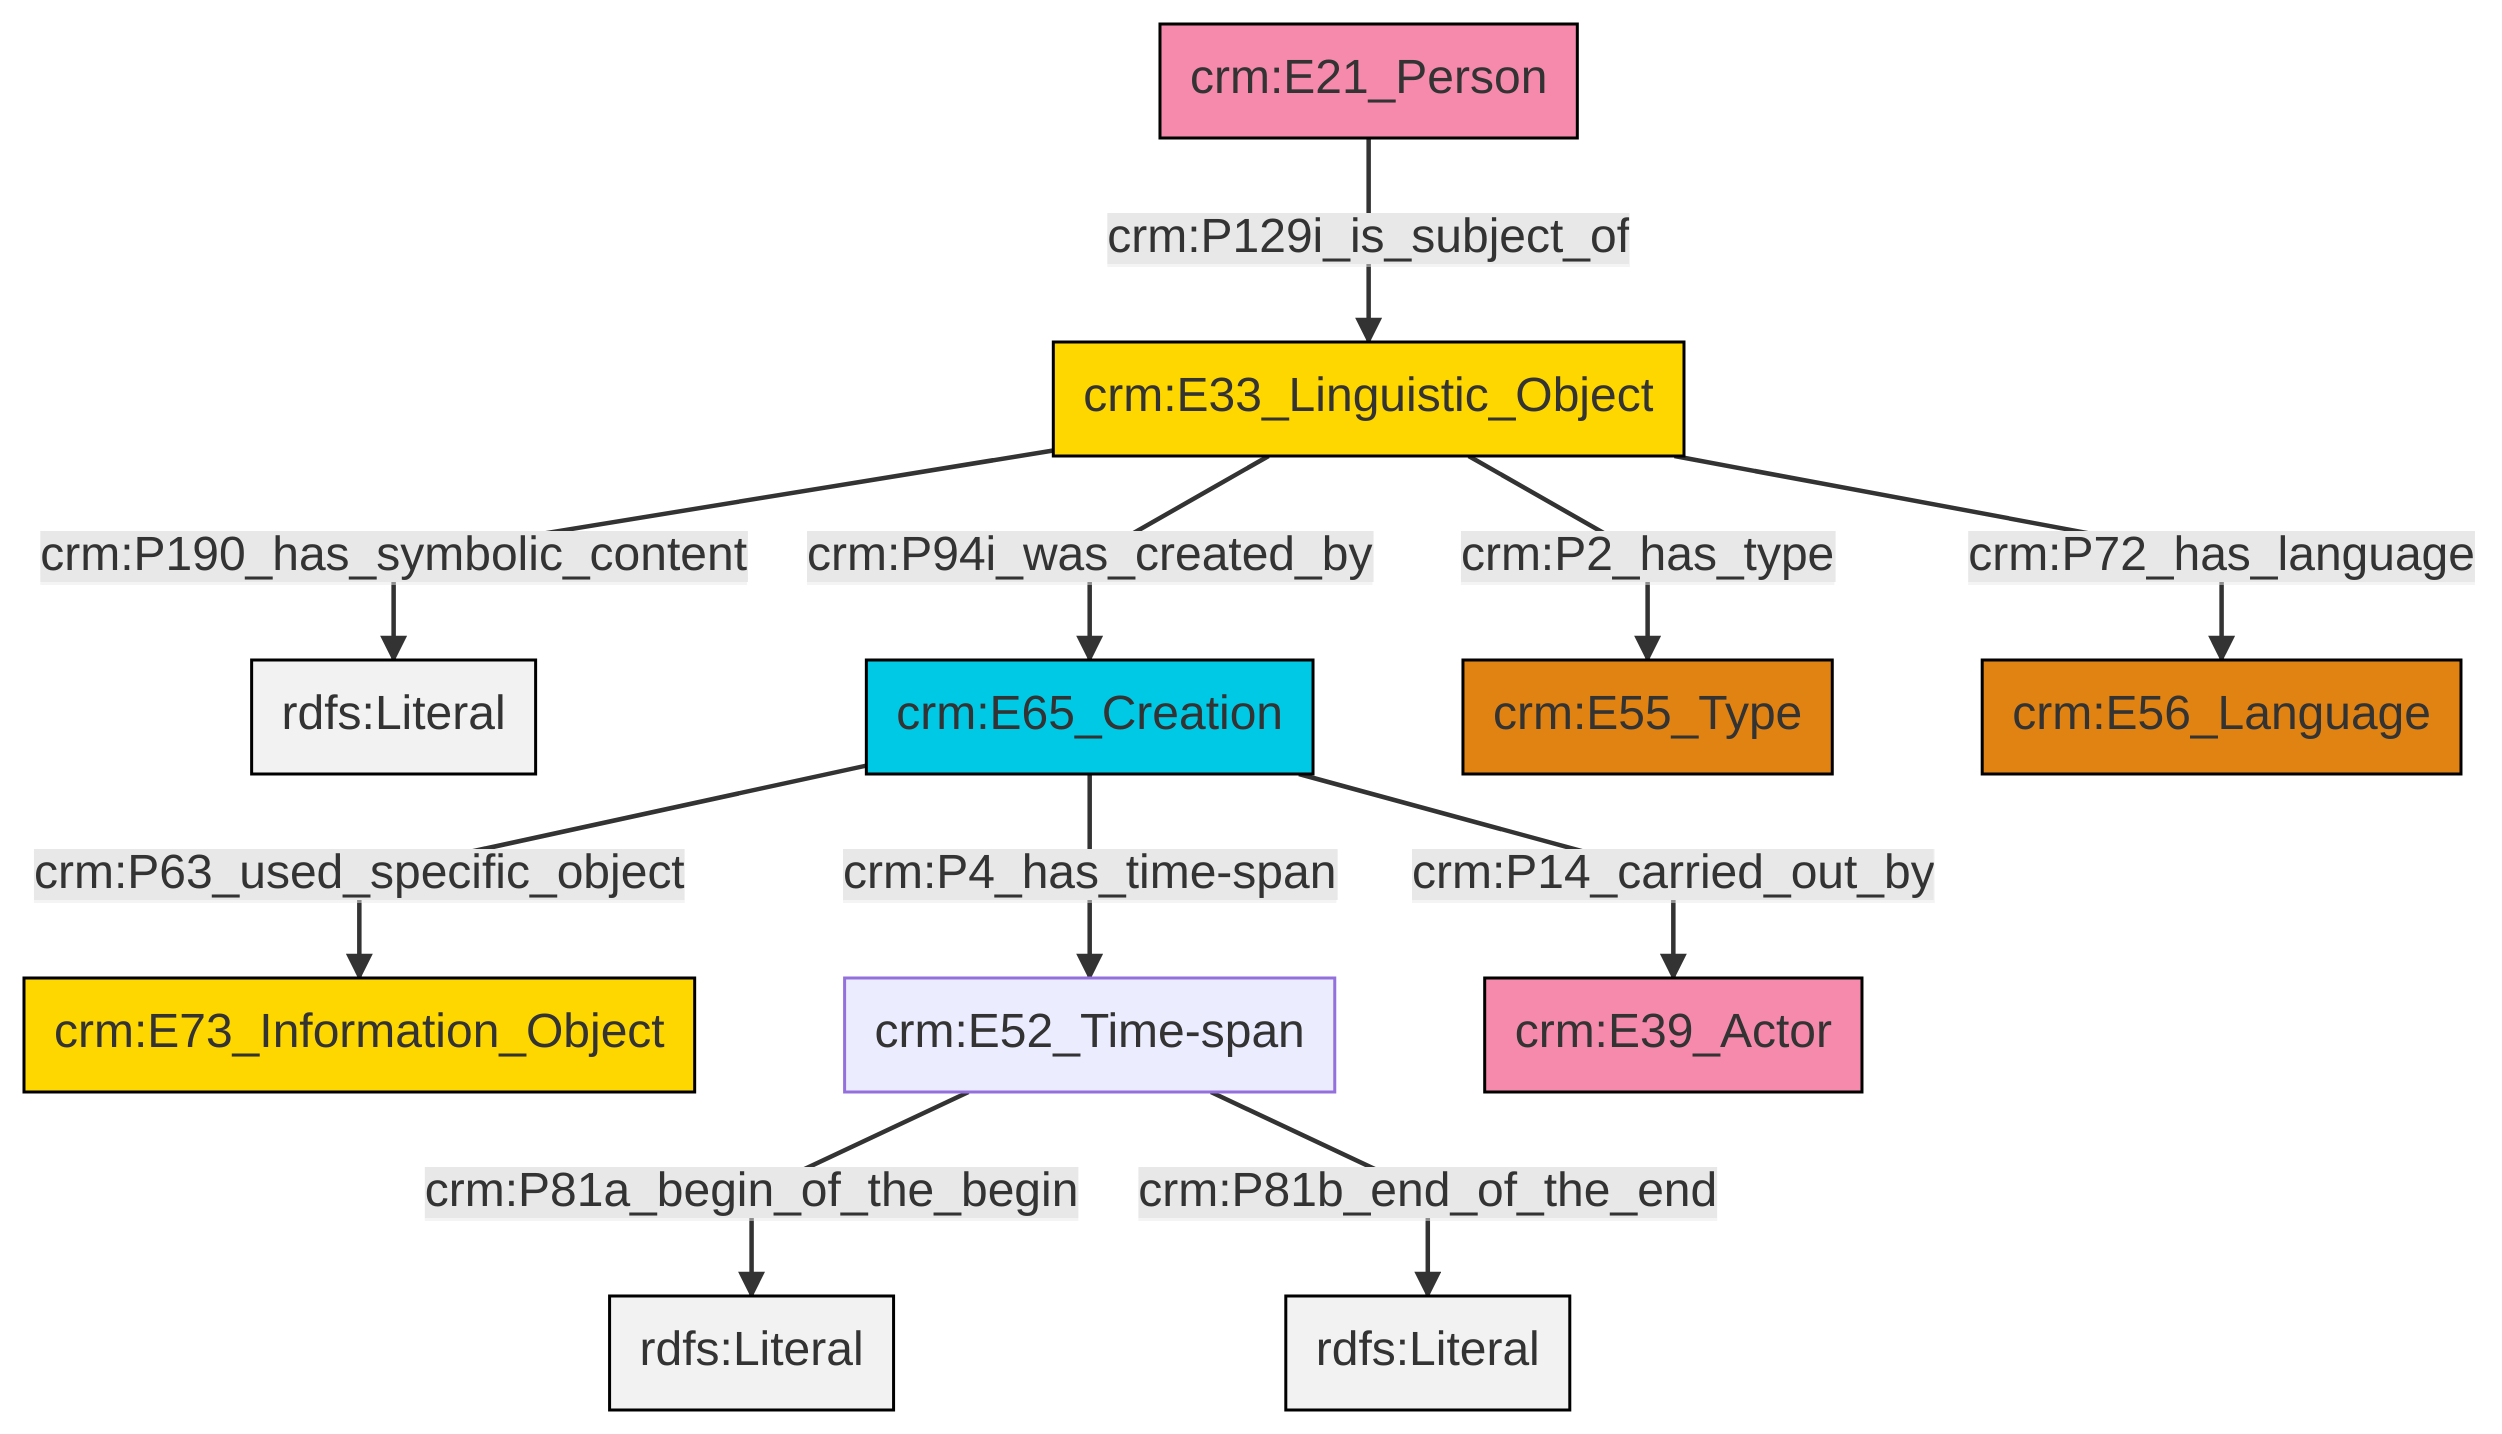 crm:E21_Person
crm:P129i_is_subject_of
crm:E33_Linguistic_Object
crm:P190_has_symbolic_content
crm:P94i_was_created_by
crm:P2_has_type
crm:P72_has_language
rdfs:Literal
crm:E65_Creation
crm:E55_Type
crm:E56_Language
crm:P63_used_specific_object
crm:P4_has_time-span
crm:P14_carried_out_by
crm:E73_Information_Object
crm:E52_Time-span
crm:E39_Actor
crm:P81a_begin_of_the_begin
crm:P81b_end_of_the_end
rdfs:Literal
rdfs:Literal